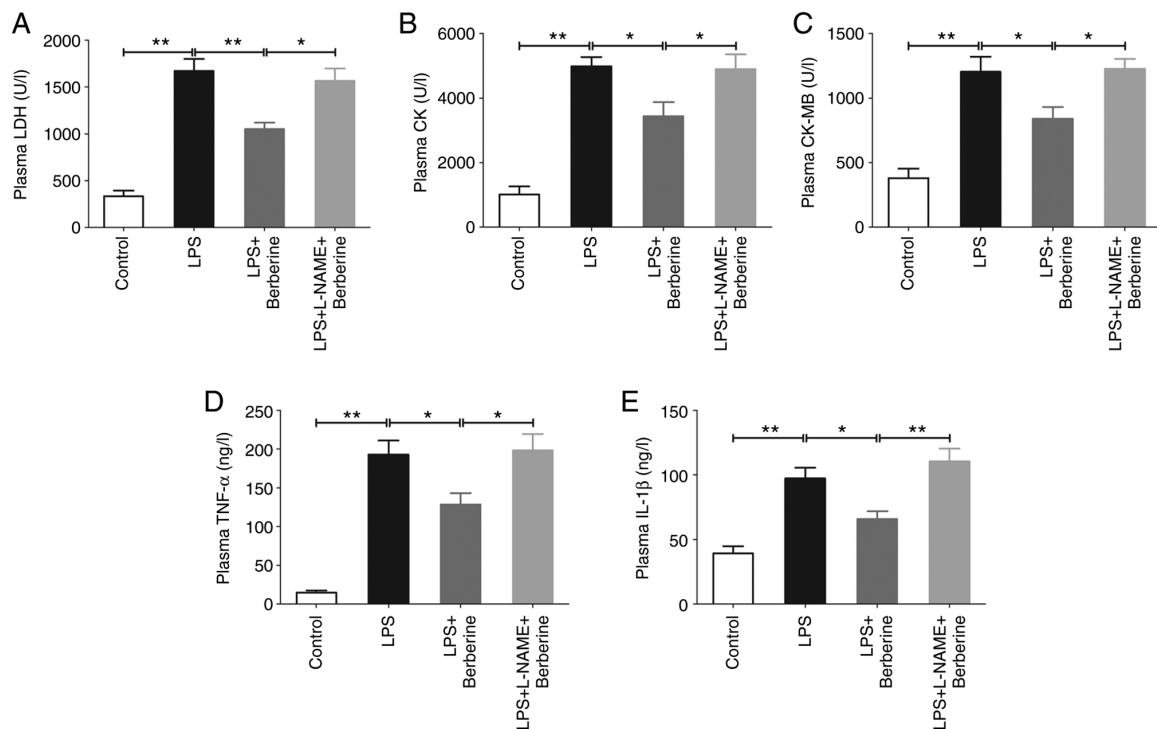 A
Plasma LDH (U/l)
2000
1500
1000
500
0
** ** *
Control
LPS
LPS+
Berberine
LPS+L-NAME+
Berberine
B
Plasma CK (U/l)
6000
4000
2000
0
** * *
Control
LPS
LPS+
Berberine
LPS+L-NAME+
Berberine
C
Plasma CK-MB (U/l)
1500
1000
500
0
** * *
Control
LPS
LPS+
Berberine
LPS+L-NAME+
Berberine
D
Plasma TNF-α (ng/l)
250
200
150
100
50
0
** * *
Control
LPS
LPS+
Berberine
LPS+L-NAME+
Berberine
E
Plasma IL-1β (ng/l)
150
100
50
0
** * **
Control
LPS
LPS+
Berberine
LPS+L-NAME+
Berberine